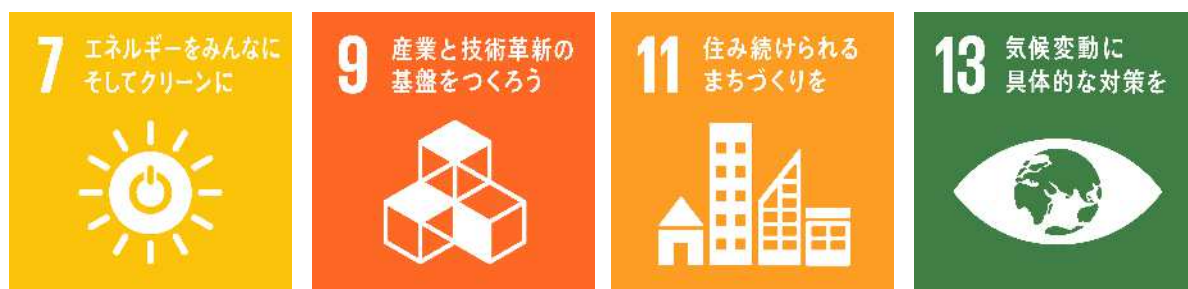 7 エネルギーをみんなに
そしてクリーンに
9 産業と技術革新の
基盤をつくろう
11 住み続けられる
まちづくりを
13 気候変動に
具体的な対策を